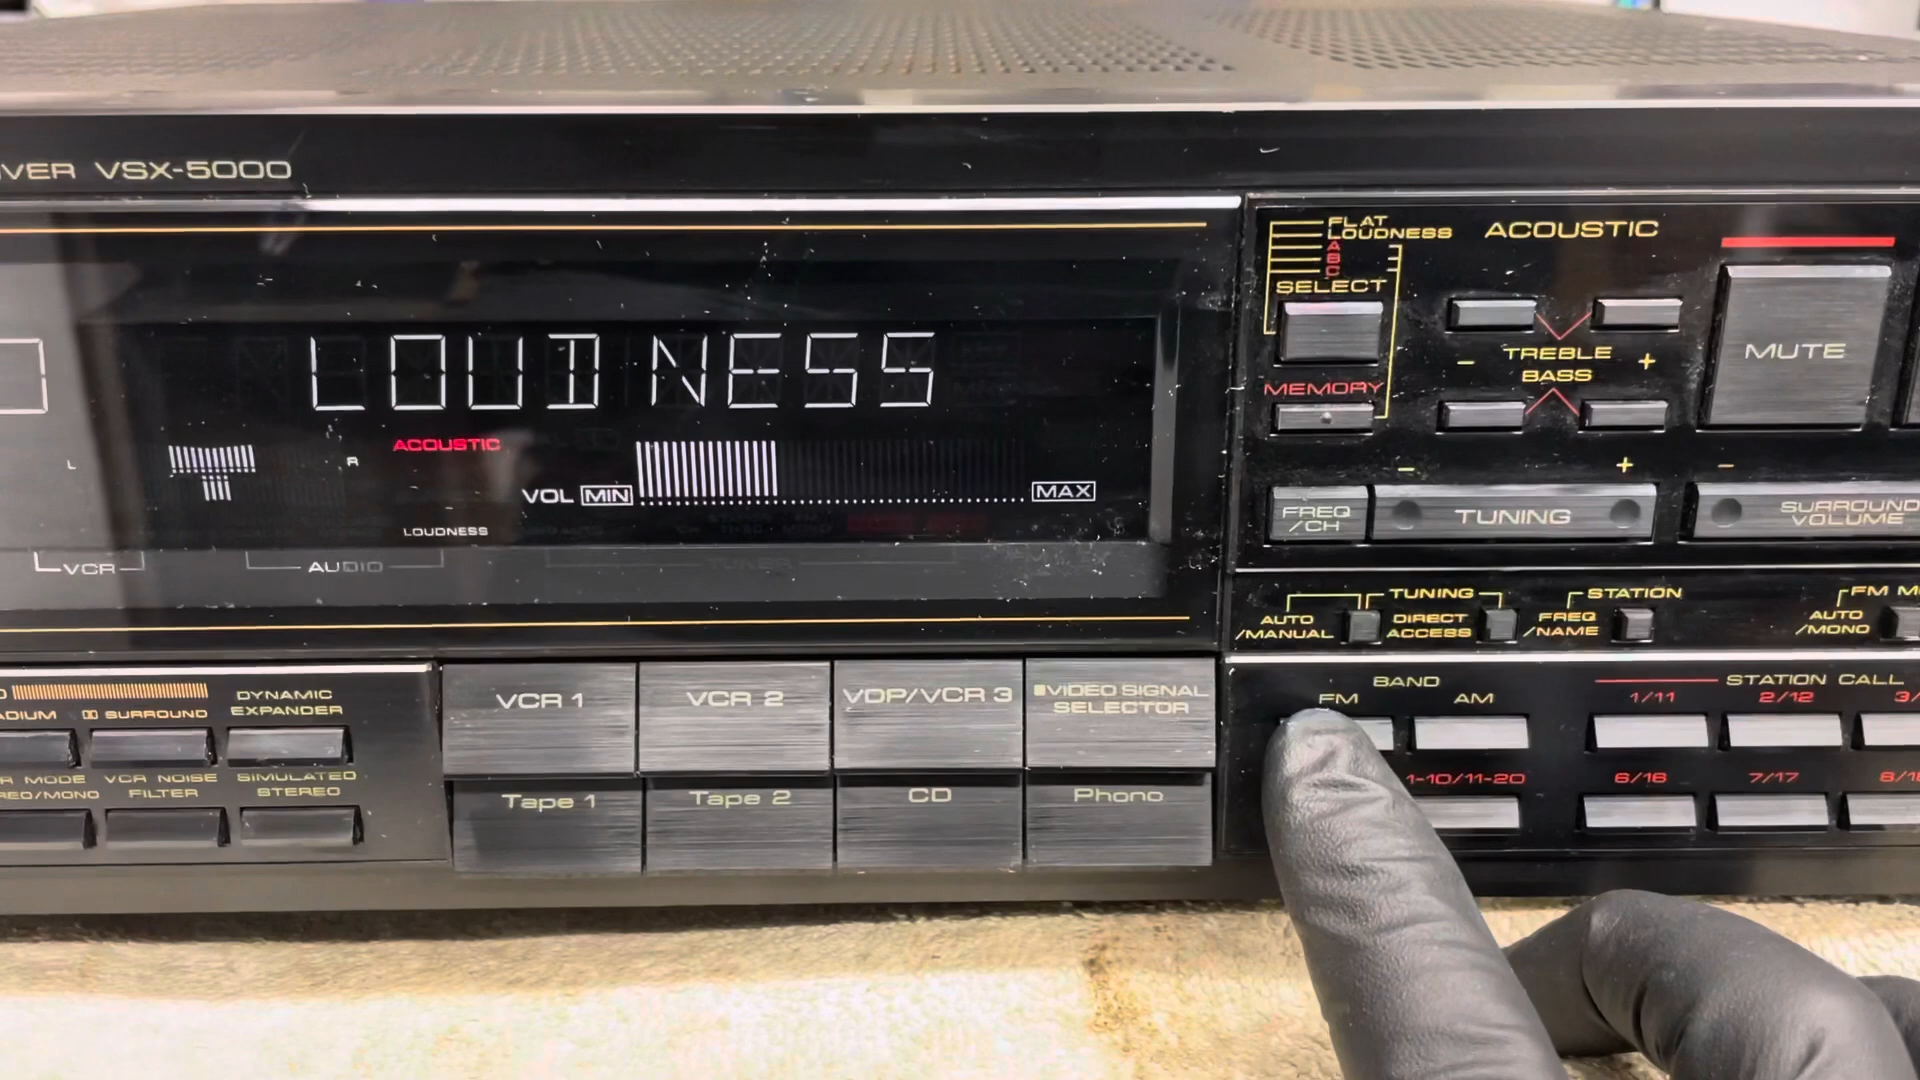 VSX-5000
FLAT
LOUDNESS
A
B
C
SELECT
MEMORY
ACOUSTIC
- TREBLE +
BASS
MUTE
LOUDNESS
L
R
ACOUSTIC
VOL MIN
MAX
LOUDNESS
VCR
AUDIO
TUNER
- +
FREQ
/CH
TUNING
-
SURROUND
VOLUME
AUTO
/MANUAL
TUNING
DIRECT
ACCESS
STATION
FREQ
/NAME
AUTO
/MONO
DYNAMIC
EXPANDER
SURROUND
VCR NOISE
FILTER
SIMULATED
STEREO
VCR 1
VCR 2
VDP/VCR 3
VIDEO SIGNAL
SELECTOR
Tape 1
Tape 2
CD
Phono
BAND
FM
AM
STATION CALL
1/11
2/12
1-10/11-20
6/16
7/17